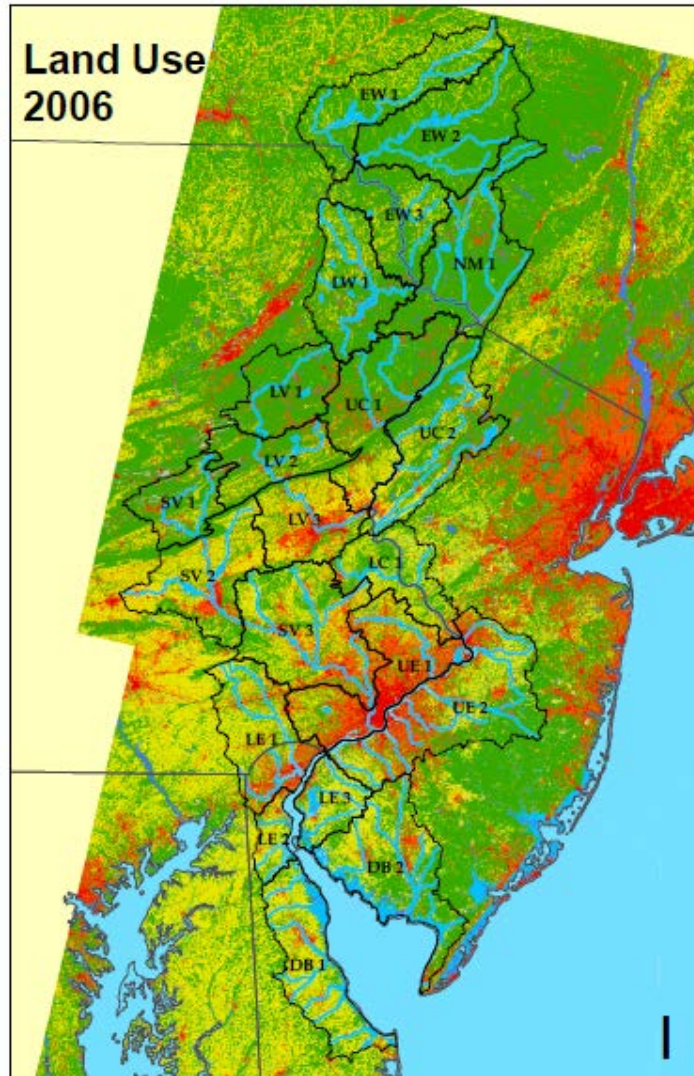 Land Use
2006
EW 1
EW 2
EW 3
NM 1
LW 1
LV 1
UC 1
UC 2
LV 2
SV 1
LV 3
LC 1
SV 2
SV 3
UE 1
UE 2
LE 1
LE 3
LE 2
DB 2
DB 1
I